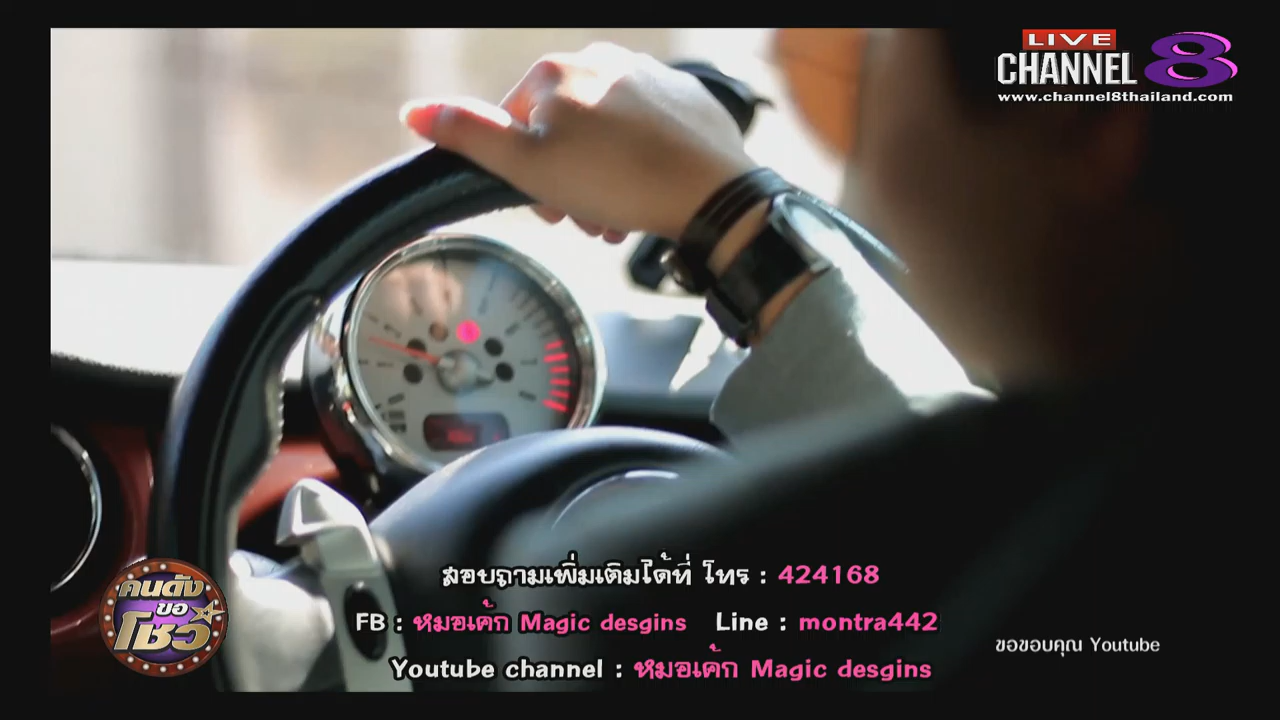 LIVE
CHANNEL 8
www.channel8thailand.com
สอบถามเพิ่มเติมได้ที่ โทร : 424168
FB : หมอเค้ก Magic desgins Line : montra442
Youtube channel : หมอเค้ก Magic desgins
ขอขอบคุณ Youtube
คนดัง
ขอ
โชว์